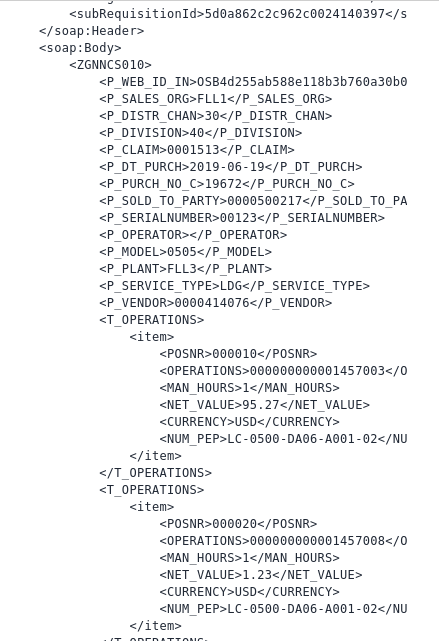 <subRequisitionId>5d0a862c2c962c0024140397</s
</soap:Header>
<soap:Body>
<ZGNNCS010>
<P_WEB_ID_IN>OSB4d255ab588e118b3b760a30b0
<P_SALES_ORG>FLL1</P_SALES_ORG>
<P_DISTR_CHAN>30</P_DISTR_CHAN>
<P_DIVISION>40</P_DIVISION>
<P_CLAIM>0001513</P_CLAIM>
<P_DT_PURCH>2019-06-19</P_DT_PURCH>
<P_PURCH_NO_C>19672</P_PURCH_NO_C>
<P_SOLD_TO_PARTY>0000500217</P_SOLD_TO_PA
<P_SERIALNUMBER>00123</P_SERIALNUMBER>
<P_OPERATOR></P_OPERATOR>
<P_MODEL>0505</P_MODEL>
<P_PLANT>FLL3</P_PLANT>
<P_SERVICE_TYPE>LDG</P_SERVICE_TYPE>
<P_VENDOR>0000414076</P_VENDOR>
<T_OPERATIONS>
<item>
<POSNR>000010</POSNR>
<OPERATIONS>000000000001457003</O
<MAN_HOURS>1</MAN_HOURS>
<NET_VALUE>95.27</NET_VALUE>
<CURRENCY>USD</CURRENCY>
<NUM_PEP>LC-0500-DA06-A001-02</NU
</item>
</T_OPERATIONS>
<T_OPERATIONS>
<item>
<POSNR>000020</POSNR>
<OPERATIONS>000000000001457008</O
<MAN_HOURS>1</MAN_HOURS>
<NET_VALUE>1.23</NET_VALUE>
<CURRENCY>USD</CURRENCY>
<NUM_PEP>LC-0500-DA06-A001-02</NU
</item>
</T_OPERATIONS>